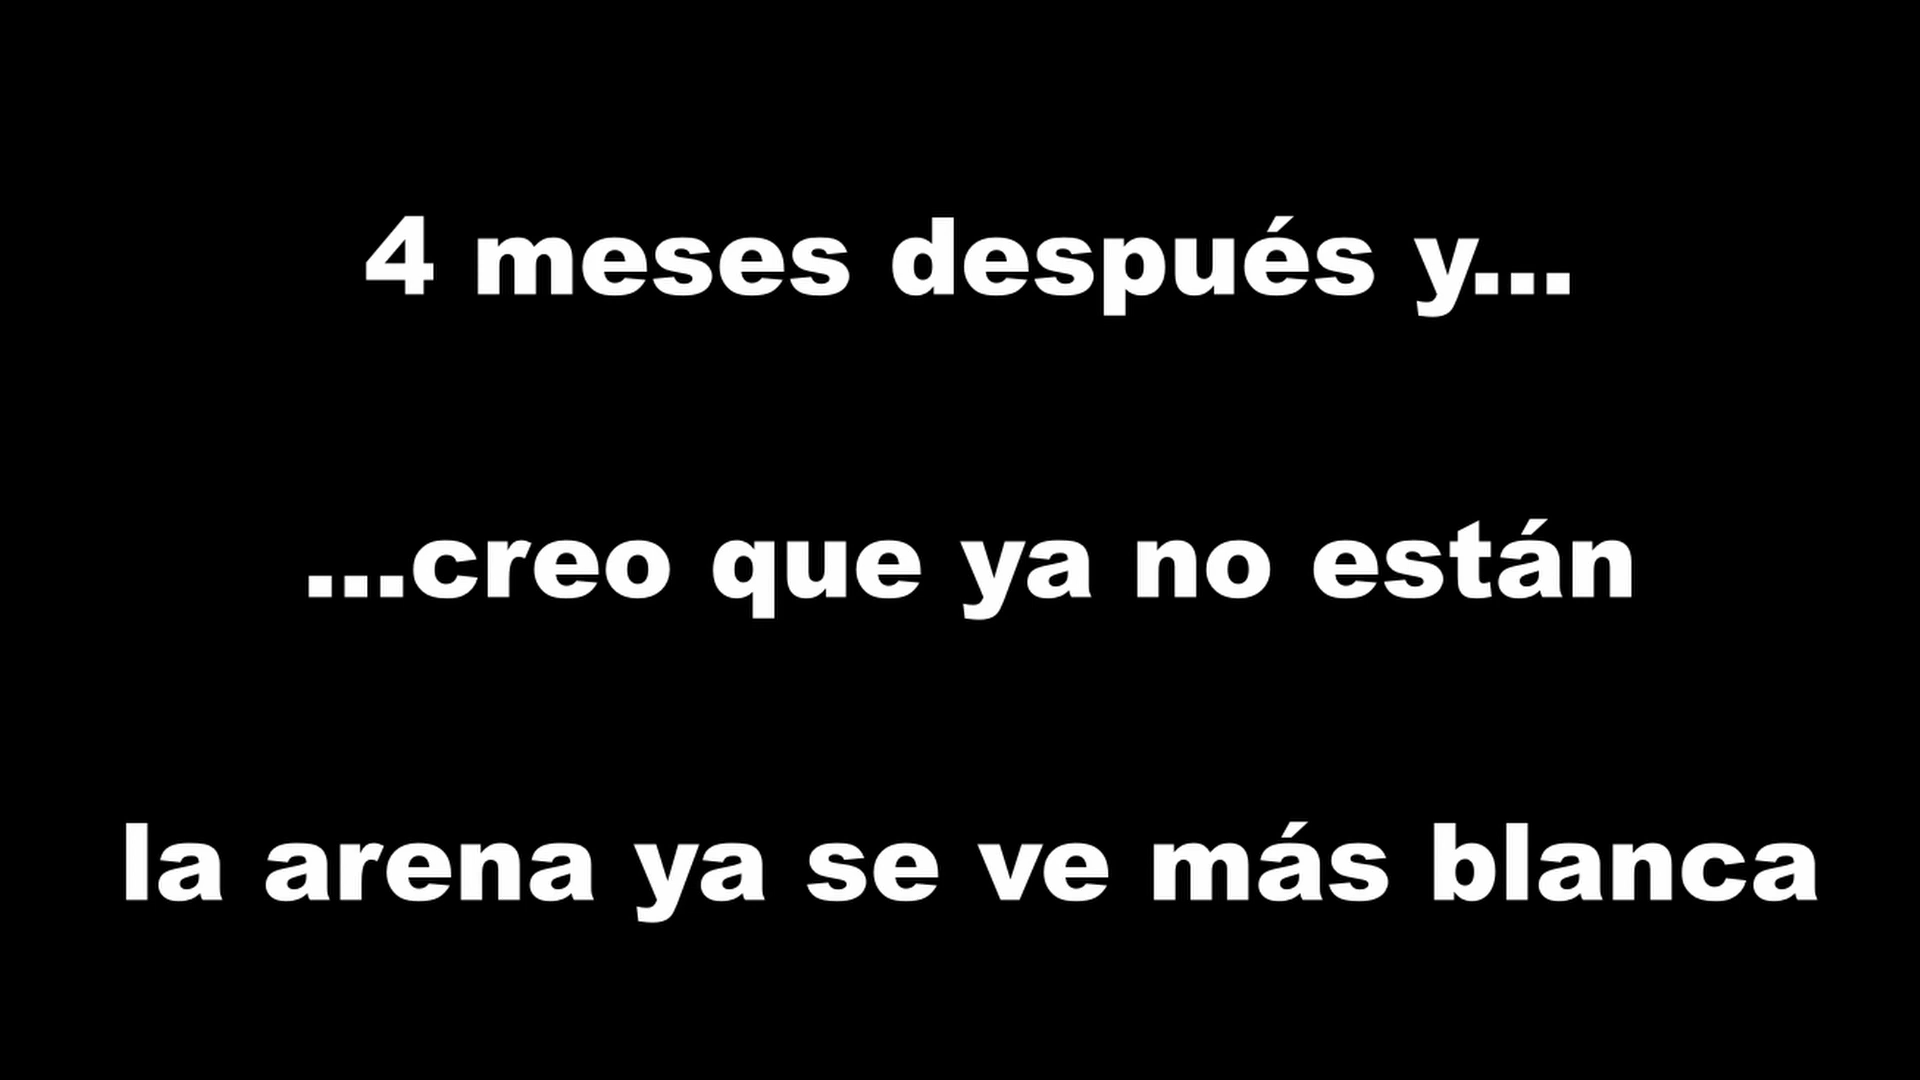 4 meses después y...
...creo que ya no están
la arena ya se ve más blanca